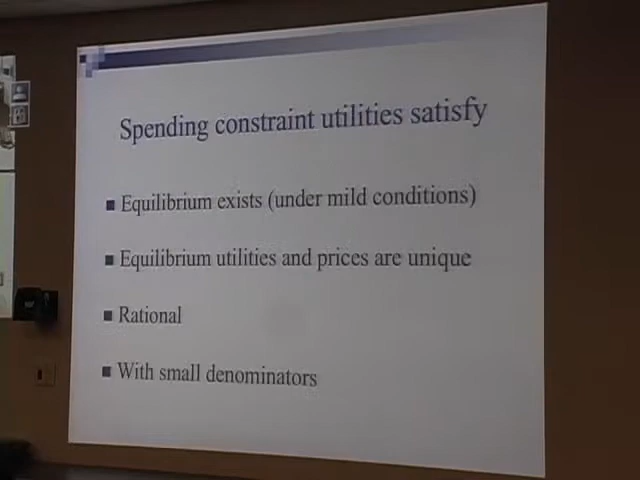 Spending constraint utilities satisfy
Equilibrium exists (under mild conditions)
Equilibrium utilities and prices are unique
Rational
With small denominators